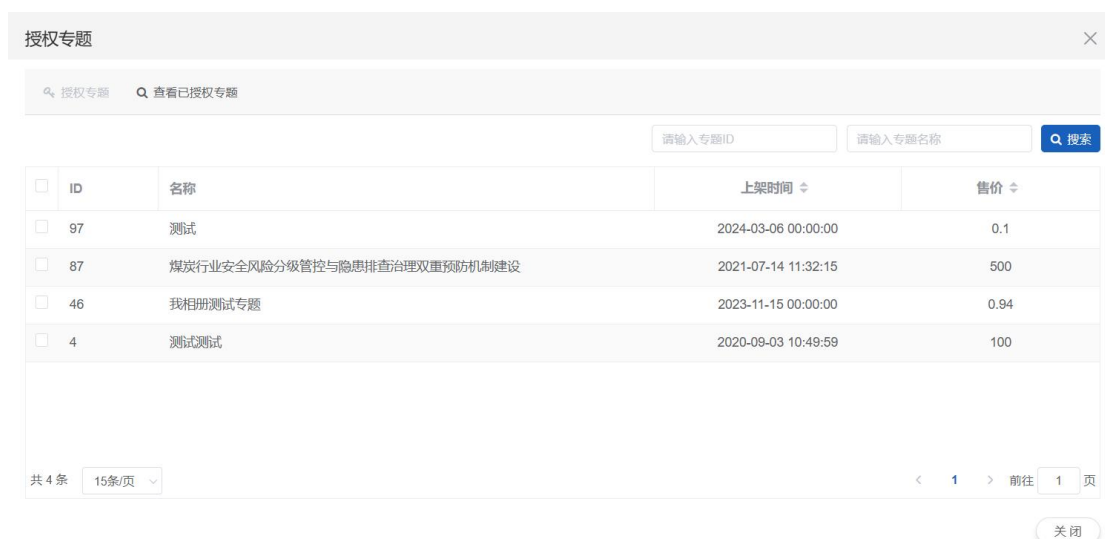 授权专题
授权专题 查看已授权专题
请输入专题ID 请输入专题名称 搜索
ID 名称 上架时间 售价
97 测试 2024-03-06 00:00:00 0.1
87 煤炭行业安全风险分级管控与隐患排查治理双重预防机制建设 2021-07-14 11:32:15 500
46 我相册测试专题 2023-11-15 00:00:00 0.94
4 测试测试 2020-09-03 10:49:59 100
共 4 条 15条/页 1 前往 1 页
关闭